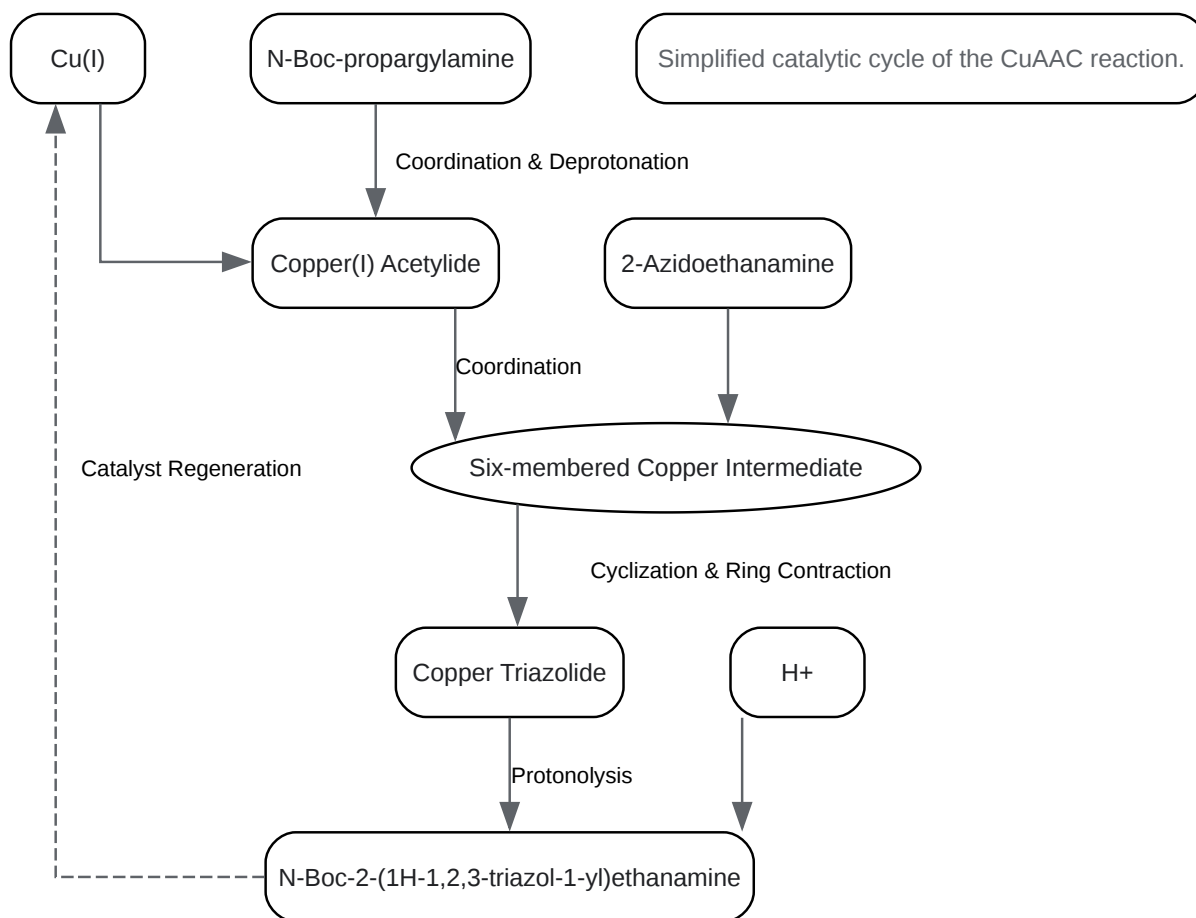 Cu(I)
N-Boc-propargylamine
Simplified catalytic cycle of the CuAAC reaction.
Coordination & Deprotonation
Copper(I) Acetylide
2-Azidoethanamine
Coordination
Catalyst Regeneration
Six-membered Copper Intermediate
Cyclization & Ring Contraction
Copper Triazolide
H+
Protonolysis
N-Boc-2-(1H-1,2,3-triazol-1-yl)ethanamine